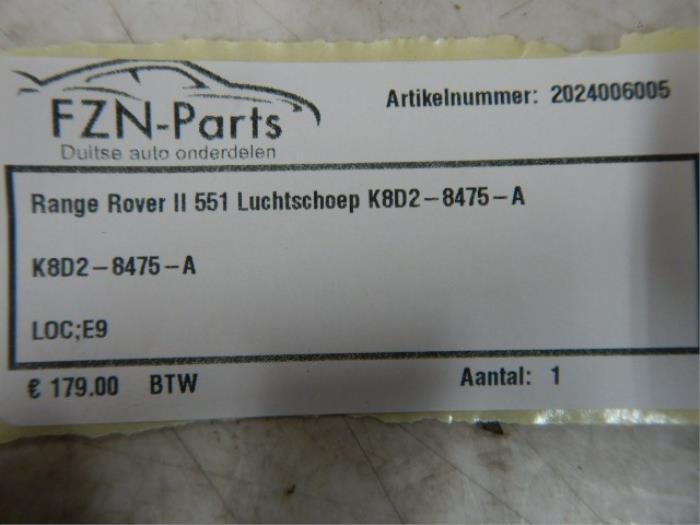 FZN-Parts
Duitse auto onderdelen
Artikelnummer: 2024006005
Range Rover II 551 Luchtschoep K8D2-8475-A
K8D2-8475-A
LOC;E9
€ 179.00 BTW Aantal: 1